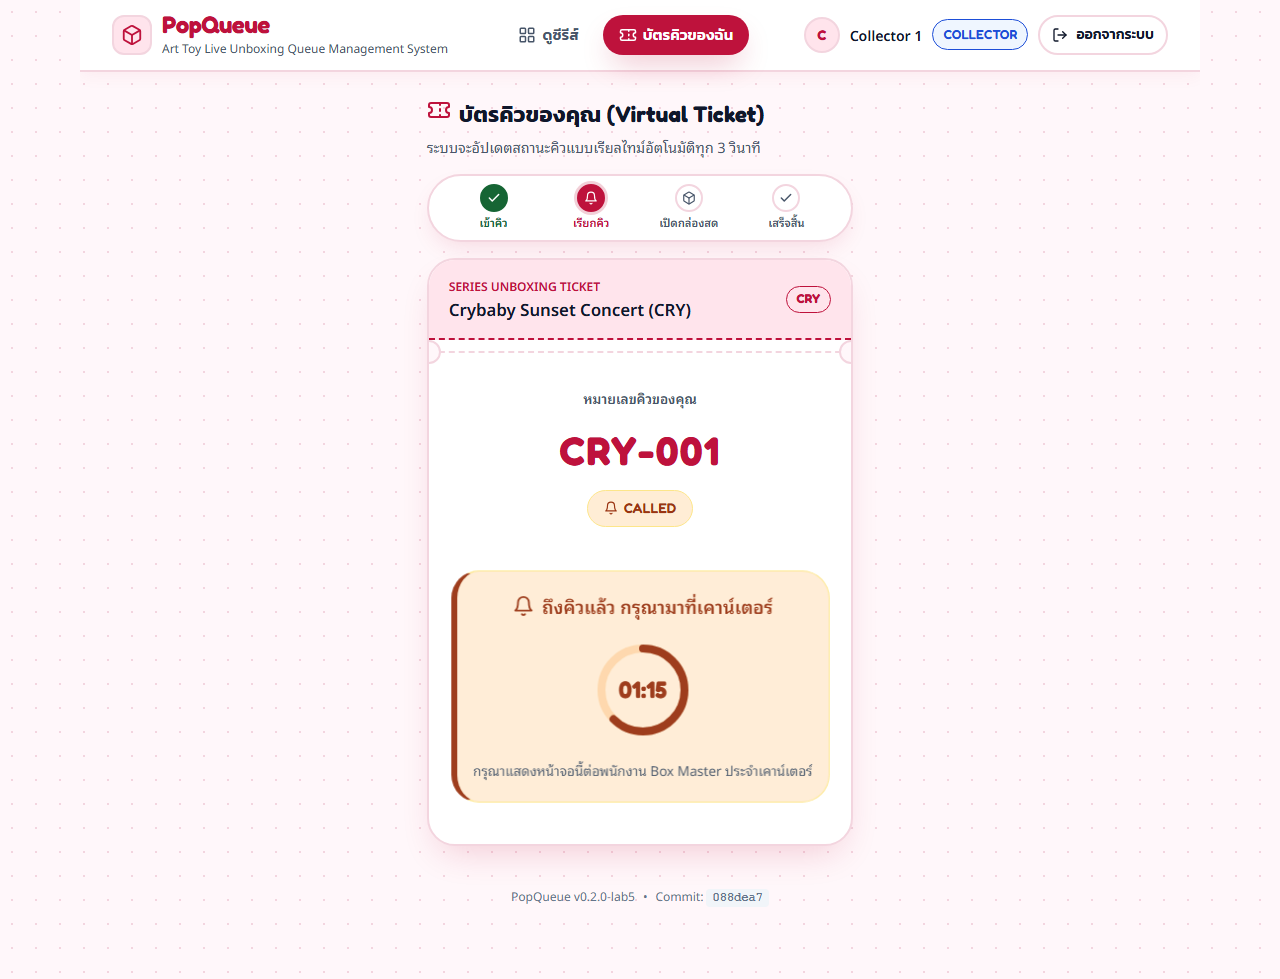 PopQueue
Art Toy Live Unboxing Queue Management System
ดูซีรีส์
บัตรคิวของฉัน
C
Collector 1
COLLECTOR
ออกจากระบบ
บัตรคิวของคุณ (Virtual Ticket)
ระบบจะอัปเดตสถานะคิวแบบเรียลไทม์อัตโนมัติทุก 3 วินาที
เข้าคิว
เรียกคิว
เปิดกล่องสด
เสร็จสิ้น
SERIES UNBOXING TICKET
Crybaby Sunset Concert (CRY)
CRY
หมายเลขคิวของคุณ
CRY-001
CALLED
ถึงคิวแล้ว กรุณามาที่เคาน์เตอร์
01:15
กรุณาแสดงหน้าจอนี้ต่อพนักงาน Box Master ประจำเคาน์เตอร์
PopQueue v0.2.0-lab5 • Commit: 088dea7